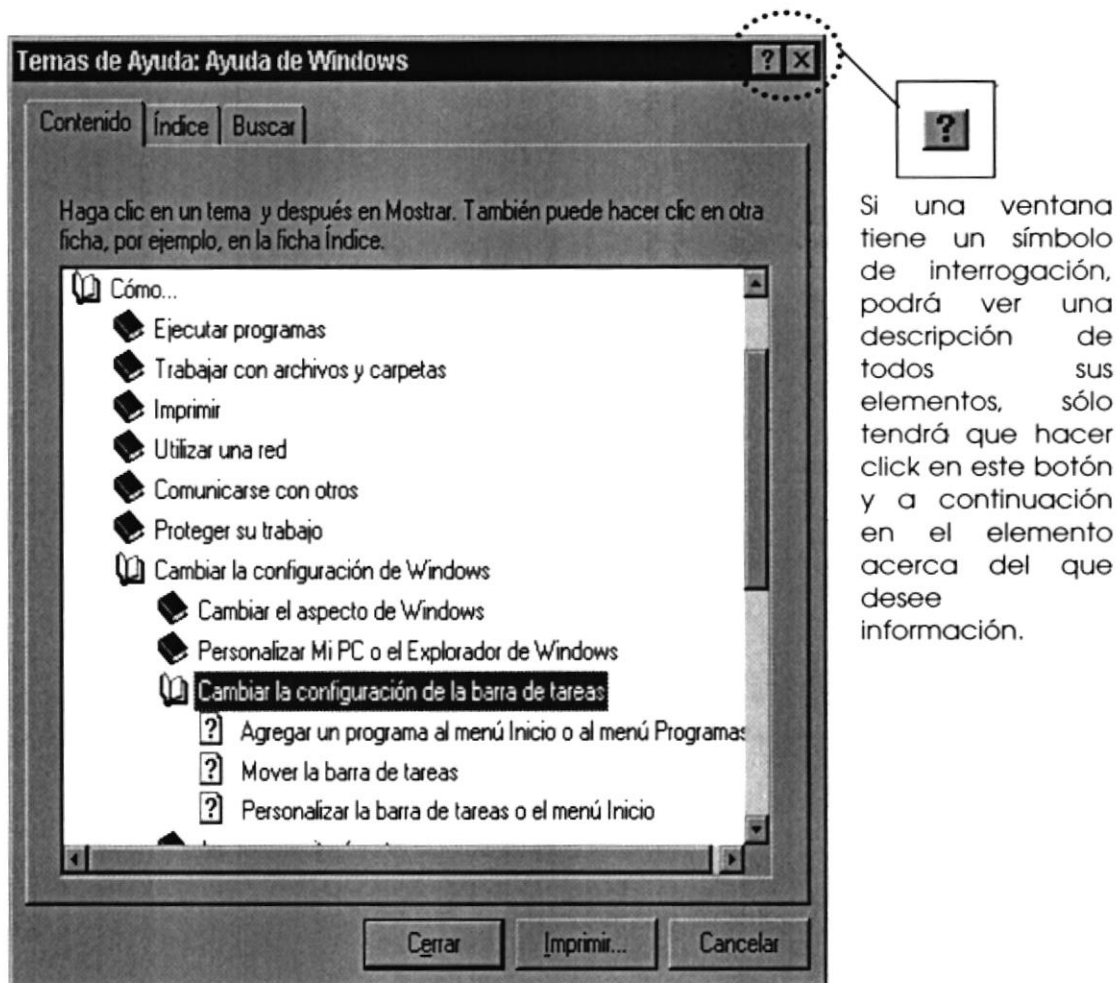 Temas de Ayuda: Ayuda de Windows
Contenido
Índice
Buscar
Haga clic en un tema y después en Mostrar. También puede hacer clic en otra
ficha, por ejemplo, en la ficha Índice.
Cómo...
Ejecutar programas
Trabajar con archivos y carpetas
Imprimir
Utilizar una red
Comunicarse con otros
Proteger su trabajo
Cambiar la configuración de Windows
Cambiar el aspecto de Windows
Personalizar Mi PC o el Explorador de Windows
Cambiar la configuración de la barra de tareas
? Agregar un programa al menú Inicio o al menú Programas
? Mover la barra de tareas
? Personalizar la barra de tareas o el menú Inicio
Cerrar
Imprimir...
Cancelar
?
Si una ventana
tiene un símbolo
de interrogación,
podrá ver una
descripción de
todos sus
elementos, sólo
tendrá que hacer
click en este botón
y a continuación
en el elemento
acerca del que
desee
información.